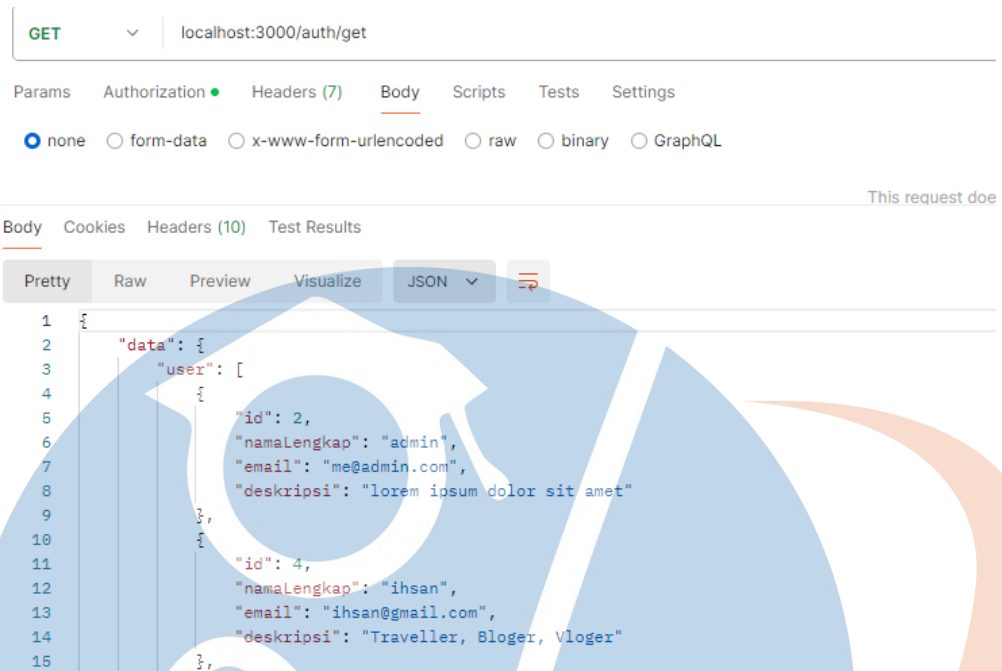 GET localhost:3000/auth/get
Params Authorization Headers (7) Body Scripts Tests Settings
none form-data x-www-form-urlencoded raw binary GraphQL
This request doe
Body Cookies Headers (10) Test Results
Pretty Raw Preview Visualize JSON
1 {
2 "data": {
3 "user": [
4 {
5 "id": 2,
6 "namaLengkap": "admin",
7 "email": "me@admin.com",
8 "deskripsi": "lorem ipsum dolor sit amet"
9 },
10 {
11 "id": 4,
12 "namaLengkap": "ihsan",
13 "email": "ihsan@gmail.com",
14 "deskripsi": "Traveller, Bloger, Vloger"
15 },